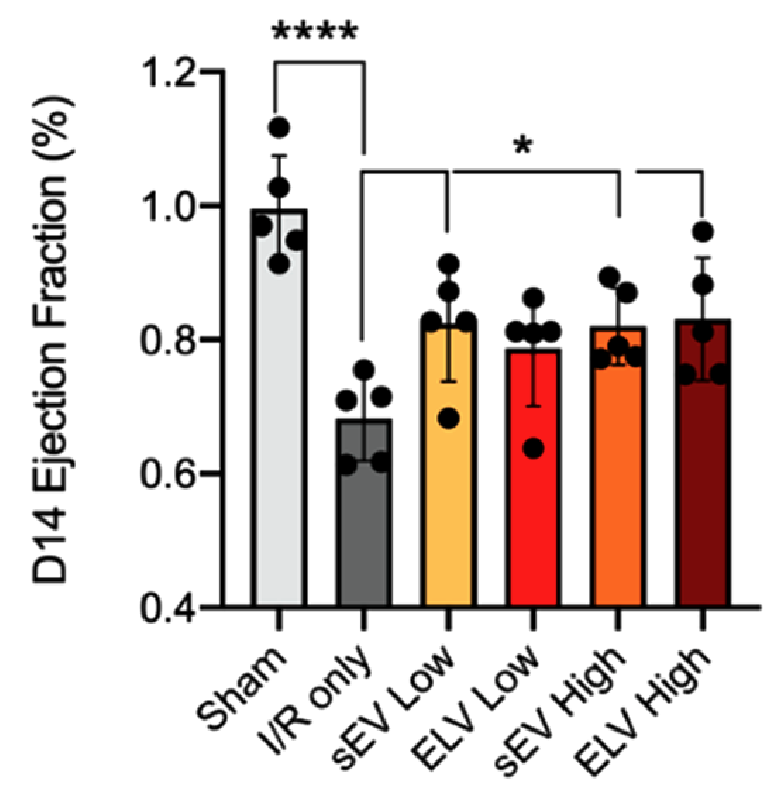 ****
1.2
*
1.0
0.8
0.6
0.4
D14 Ejection Fraction (%)
Sham
I/R only
sEV Low
ELV Low
sEV High
ELV High